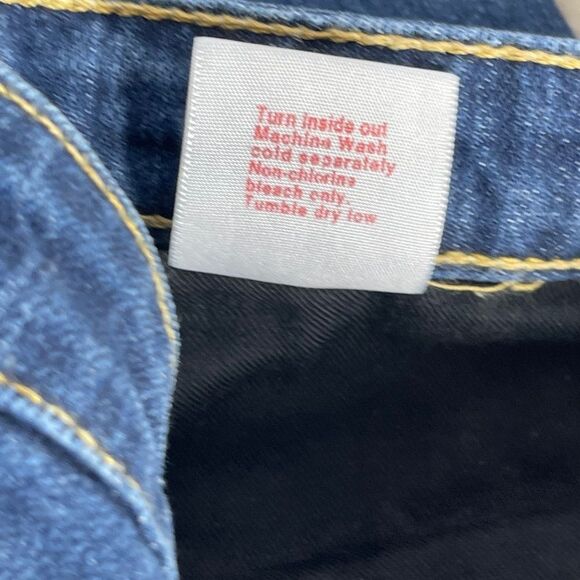 Turn inside out
Machine Wash
cold separately
Non-chlorine
bleach only.
Tumble dry low